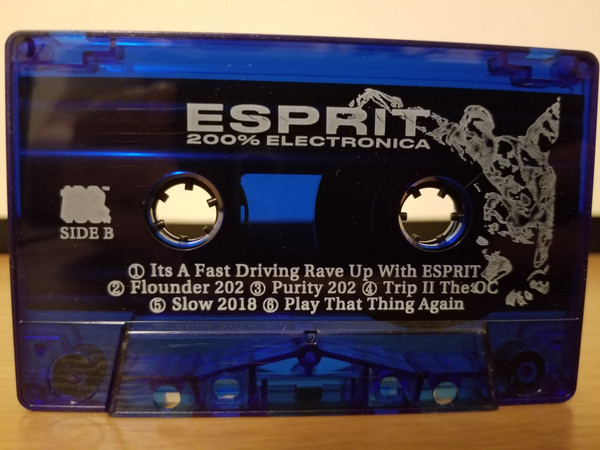 ESPRIT
200% ELECTRONICA
SIDE B
① Its A Fast Driving Rave Up With ESPRIT
② Flounder 202 ③ Purity 202 ④ Trip II The OC
⑤ Slow 2018 ⑥ Play That Thing Again